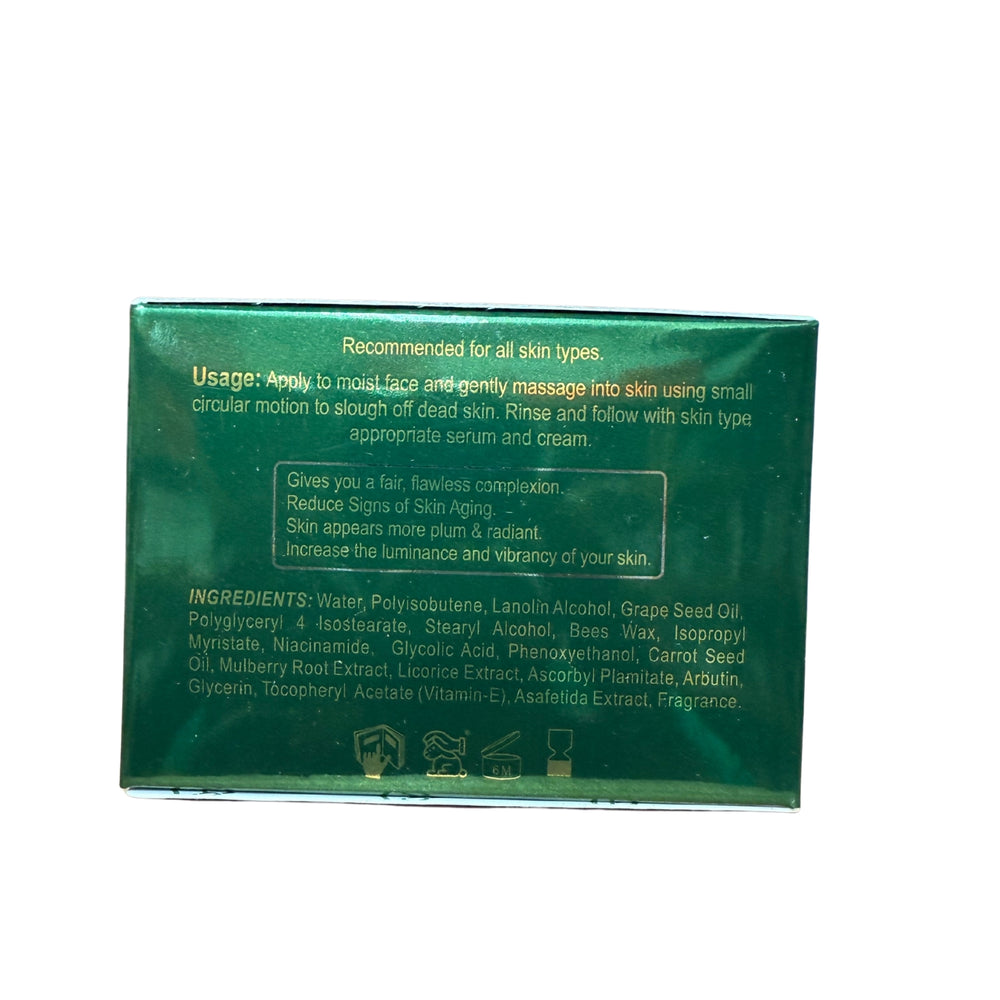 Recommended for all skin types.
Usage: Apply to moist face and gently massage into skin using small
circular motion to slough off dead skin. Rinse and follow with skin type
appropriate serum and cream.
Gives you a fair, flawless complexion.
Reduce Signs of Skin Aging.
Skin appears more plum & radiant.
Increase the luminance and vibrancy of your skin.
INGREDIENTS: Water, Polyisobutene, Lanolin Alcohol, Grape Seed Oil,
Polyglyceryl 4 Isostearate, Stearyl Alcohol, Bees Wax, Isopropyl
Myristate, Niacinamide, Glycolic Acid, Phenoxyethanol, Carrot Seed
Oil, Mulberry Root Extract, Licorice Extract, Ascorbyl Plamitate, Arbutin,
Glycerin, Tocopheryl Acetate (Vitamin-E), Asafetida Extract, Fragrance.
6M